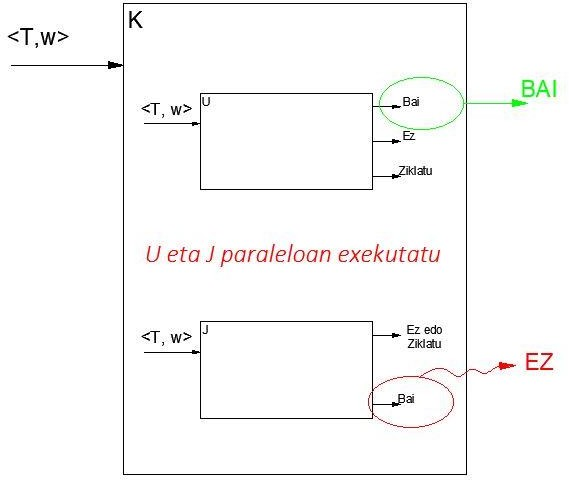 K
<T,w>
BAI
U
Bai
<T, w>
Ez
Ziklatu
U eta J paraleloan exekutatu
J
<T, w>
Ez edo
Ziklatu
EZ
Bai